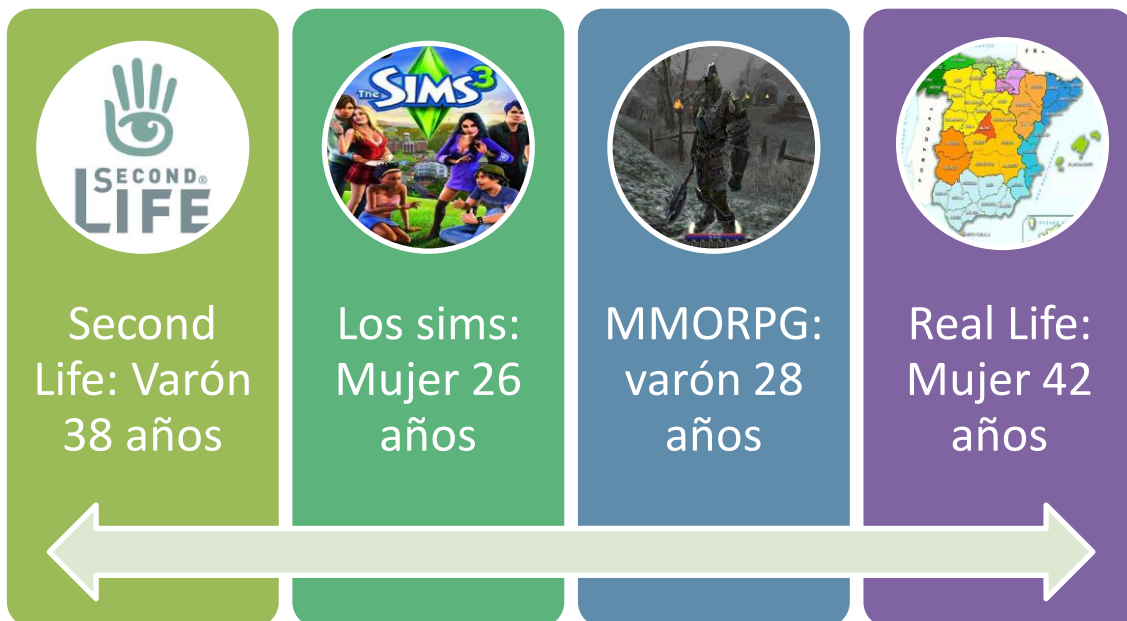 SECOND®
LIFE
The SIMS 3
Second
Life: Varón
38 años
Los sims:
Mujer 26
años
MMORPG:
varón 28
años
Real Life:
Mujer 42
años